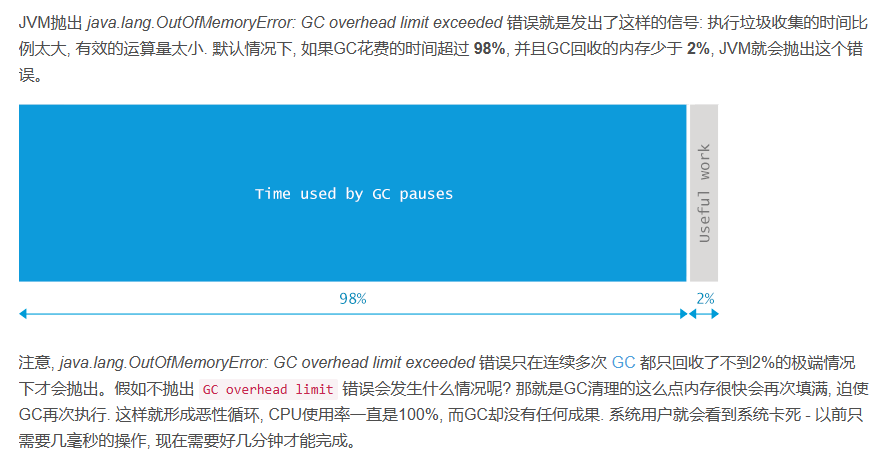 JVM抛出 java.lang.OutOfMemoryError: GC overhead limit exceeded 错误就是发出了这样的信号: 执行垃圾收集的时间比
例太大, 有效的运算量太小. 默认情况下, 如果GC花费的时间超过 98%, 并且GC回收的内存少于 2%, JVM就会抛出这个错
误。
Time used by GC pauses
Useful work
98%
2%
注意, java.lang.OutOfMemoryError: GC overhead limit exceeded 错误只在连续多次 GC 都只回收了不到2%的极端情况
下才会抛出。假如不抛出 GC overhead limit 错误会发生什么情况呢? 那就是GC清理的这么点内存很快会再次填满, 迫使
GC再次执行. 这样就形成恶性循环, CPU使用率一直是100%, 而GC却没有任何成果. 系统用户就会看到系统卡死 - 以前只
需要几毫秒的操作, 现在需要好几分钟才能完成。